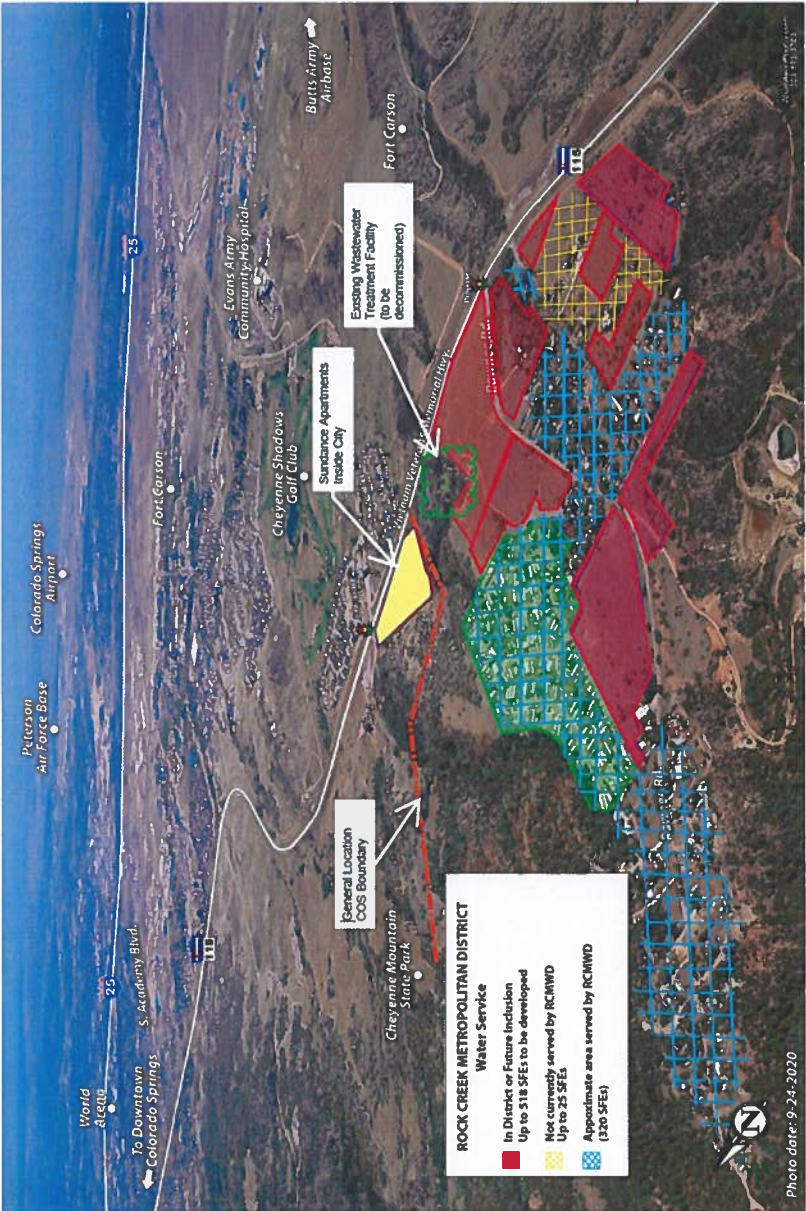 25
25
115
115
World
Arena
To Downtown
Colorado Springs
S. Academy Blvd.
Peterson
Air Force Base
Colorado Springs
Airport
Fort Carson
Evans Army
Community Hospital
Butts Army
Airbase
Fort Carson
Cheyenne Shadows
Golf Club
Sundance Apartments
Inside City
Existing Wastewater
Treatment Facility
(to be
decommissioned)
Memorial Hwy.
General Location
COS Boundary
Cheyenne Mountain
State Park
Rd.
Rd.
ROCK CREEK METROPOLITAN DISTRICT
Water Service
In District or Future Inclusion
Up to 518 SFEs to be developed
Not currently served by RCMWD
Up to 25 SFEs
Appoximate area served by RCMWD
(320 SFEs)
N
Photo date: 9-24-2020